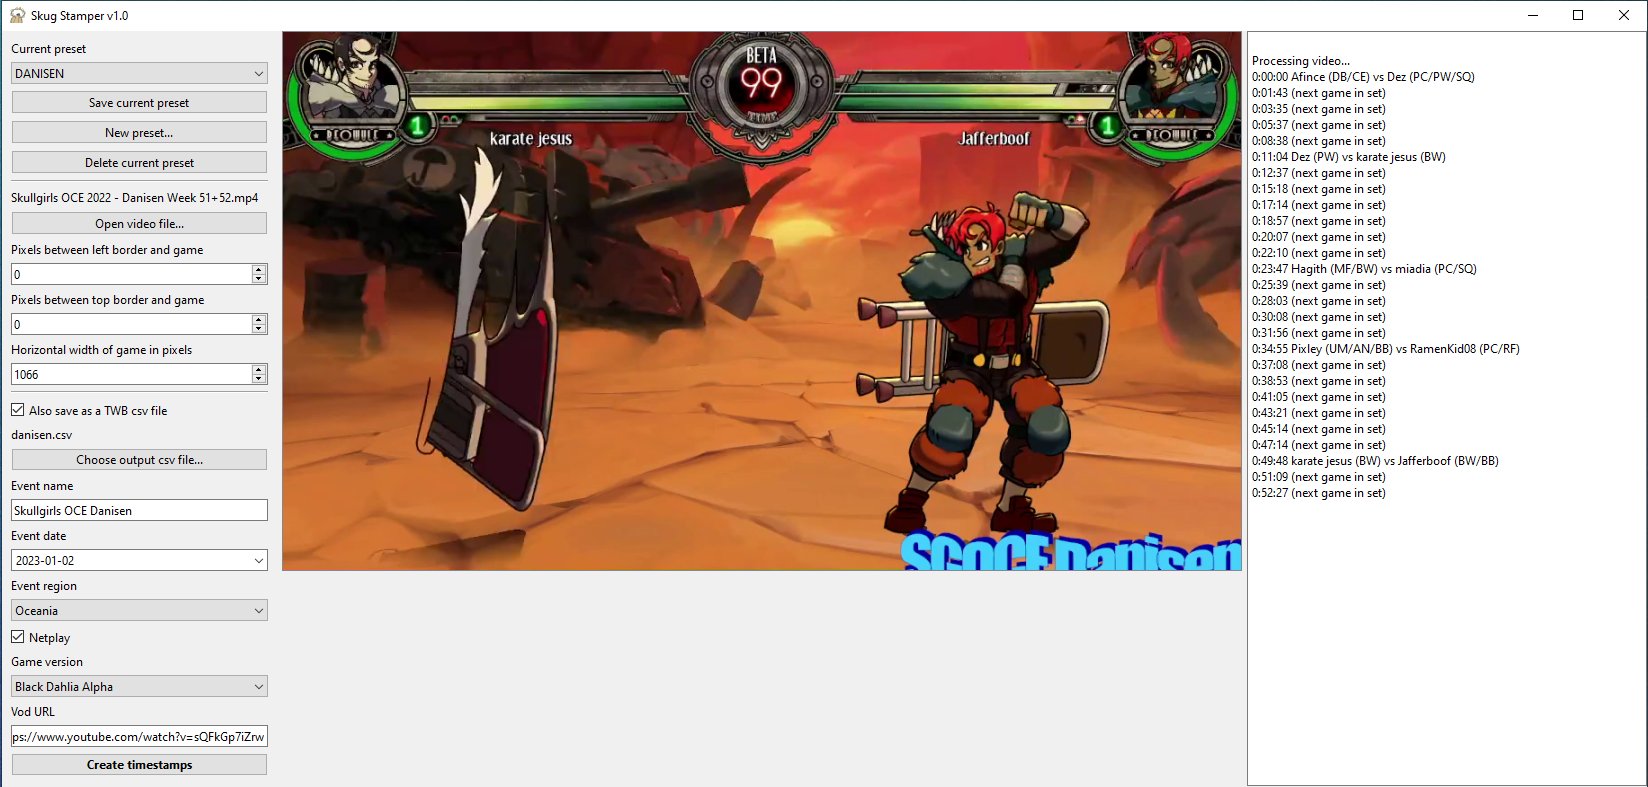 Skug Stamper v1.0
Current preset
DANISEN
Save current preset
New preset...
Delete current preset
Skullgirls OCE 2022 - Danisen Week 51+52.mp4
Open video file...
Pixels between left border and game
0
Pixels between top border and game
0
Horizontal width of game in pixels
1066
Also save as a TWB csv file
danisen.csv
Choose output csv file...
Event name
Skullgirls OCE Danisen
Event date
2023-01-02
Event region
Oceania
Netplay
Game version
Black Dahlia Alpha
Vod URL
ps://www.youtube.com/watch?v=sQFkGp7iZrw
Create timestamps
BETA
99
BEOWULF
1
karate jesus
Jafferboof
1
BEOWULF
SGOCE Danisen
Processing video...
0:00:00 Afince (DB/CE) vs Dez (PC/PW/SQ)
0:01:43 (next game in set)
0:03:35 (next game in set)
0:05:37 (next game in set)
0:08:38 (next game in set)
0:11:04 Dez (PW) vs karate jesus (BW)
0:12:37 (next game in set)
0:15:18 (next game in set)
0:17:14 (next game in set)
0:18:57 (next game in set)
0:20:07 (next game in set)
0:22:10 (next game in set)
0:23:47 Hagith (MF/BW) vs miadia (PC/SQ)
0:25:39 (next game in set)
0:28:03 (next game in set)
0:30:08 (next game in set)
0:31:56 (next game in set)
0:34:55 Pixley (UM/AN/BB) vs RamenKid08 (PC/RF)
0:37:08 (next game in set)
0:38:53 (next game in set)
0:41:05 (next game in set)
0:43:21 (next game in set)
0:45:14 (next game in set)
0:47:14 (next game in set)
0:49:48 karate jesus (BW) vs Jafferboof (BW/BB)
0:51:09 (next game in set)
0:52:27 (next game in set)